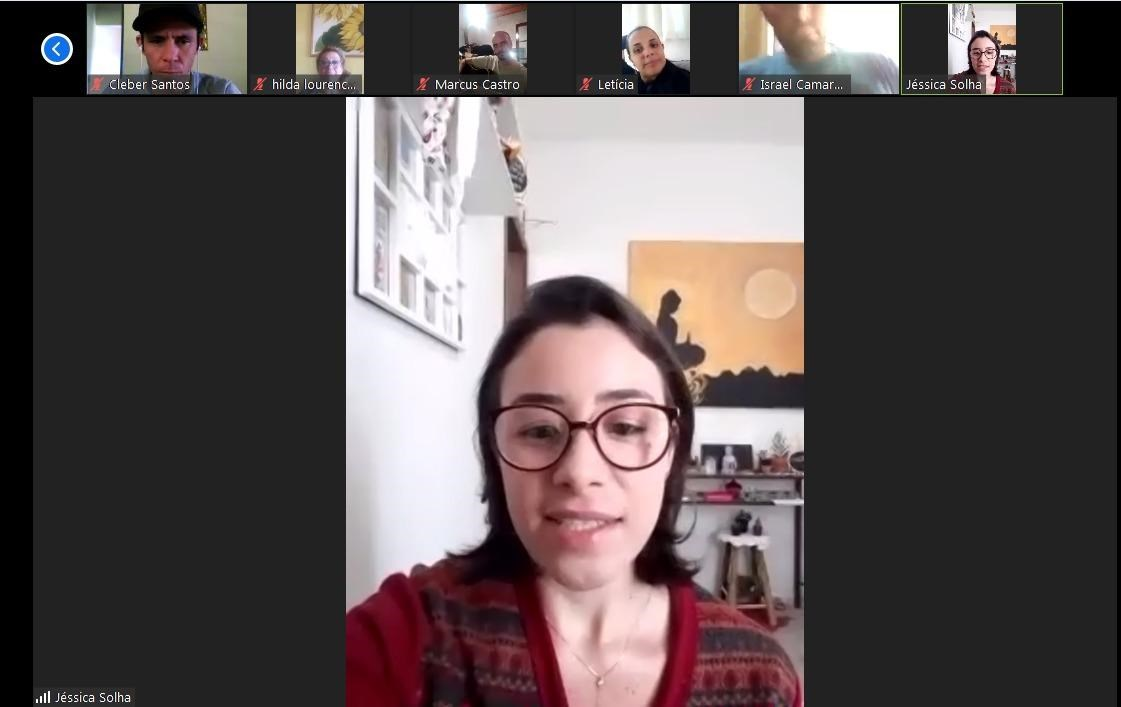 Cleber Santos
hilda lourenc...
Marcus Castro
Letícia
Israel Camar...
Jéssica Solha
Jéssica Solha